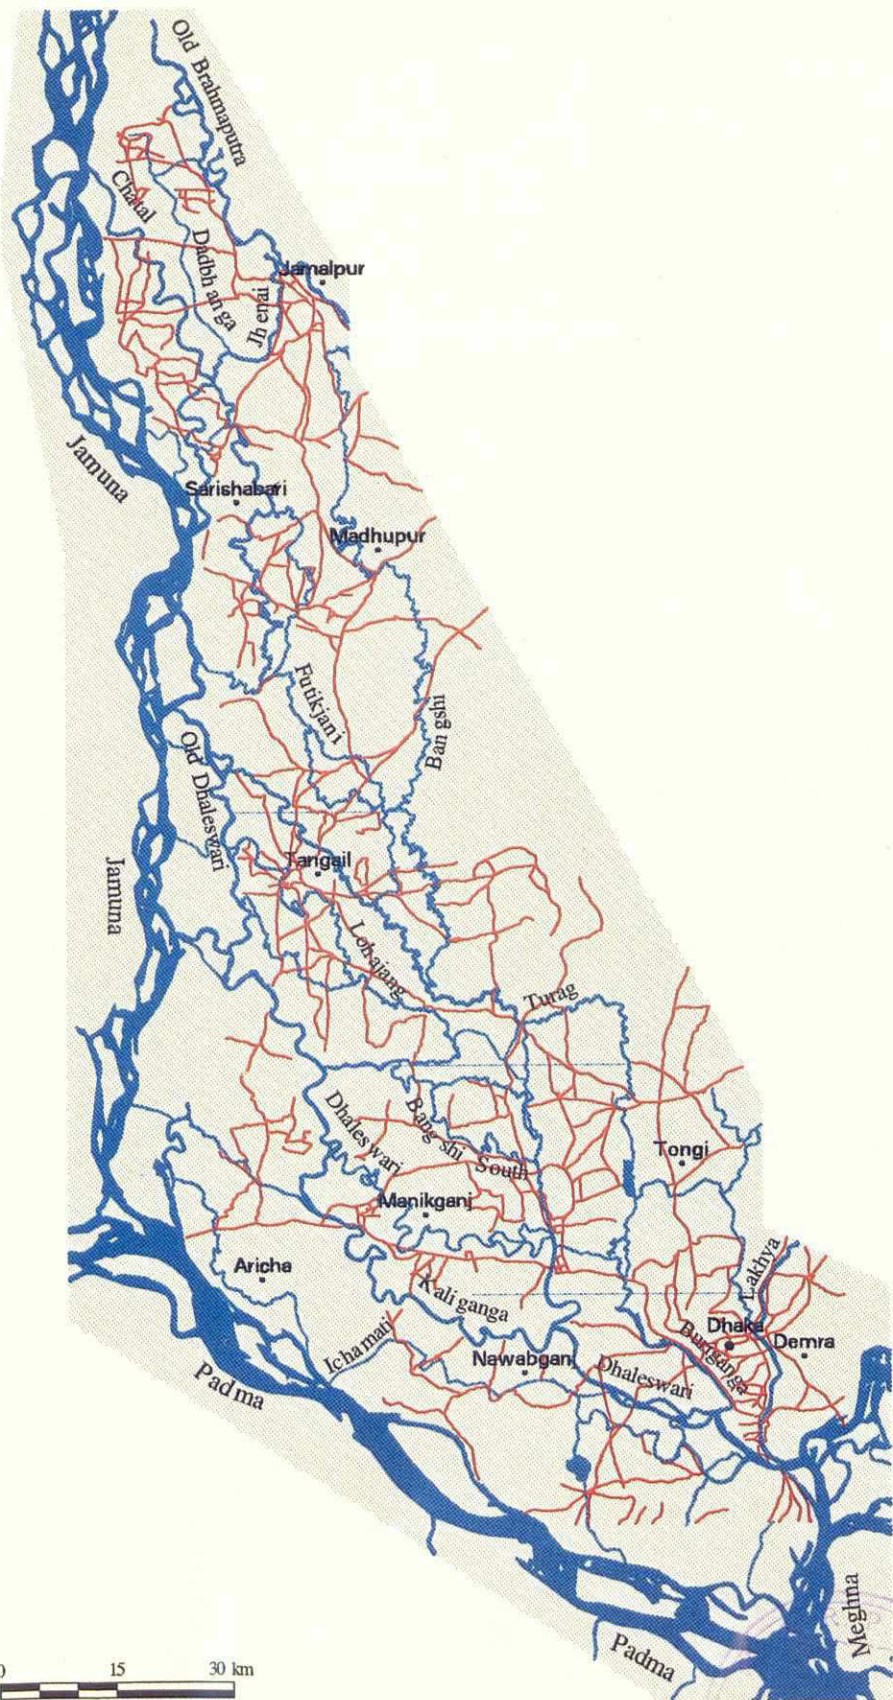 Old Brahmaputra
Chatal
Dadbhanga
Jhenai
Jamalpur
Jamuna
Sarishabari
Madhupur
Futikjani
Bangshi
Old Dhaleswari
Jamuna
Tangail
Lohajang
Turag
Dhaleswari
Bangshi South
Tongi
Manikganj
Aricha
Kaliganga
Lakhya
Ichamati
Nawabganj
Dhaleswari
Buriganga
Dhaka
Demra
Padma
Meghna
Padma
0 15 30 km